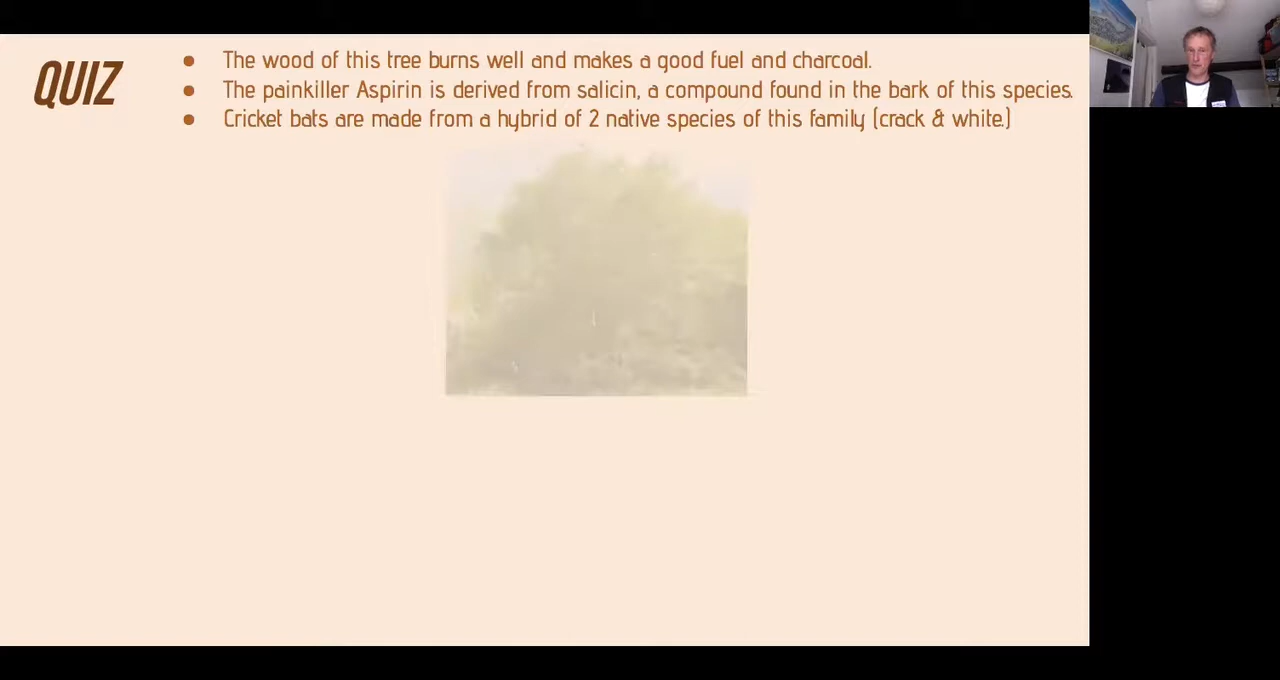 QUIZ
● The wood of this tree burns well and makes a good fuel and charcoal.
● The painkiller Aspirin is derived from salicin, a compound found in the bark of this species.
● Cricket bats are made from a hybrid of 2 native species of this family (crack & white.)